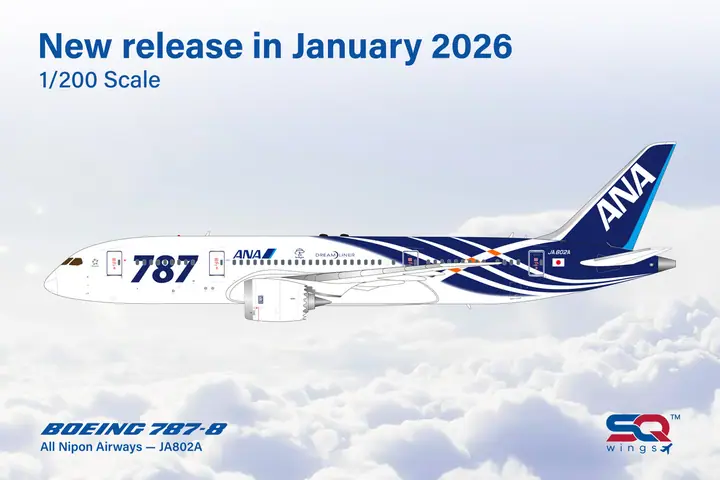 New release in January 2026
1/200 Scale
ANA
787
ANA
DREAMLINER
JA802A
BOEING 787-8
All Nipon Airways — JA802A
SQ™
wings